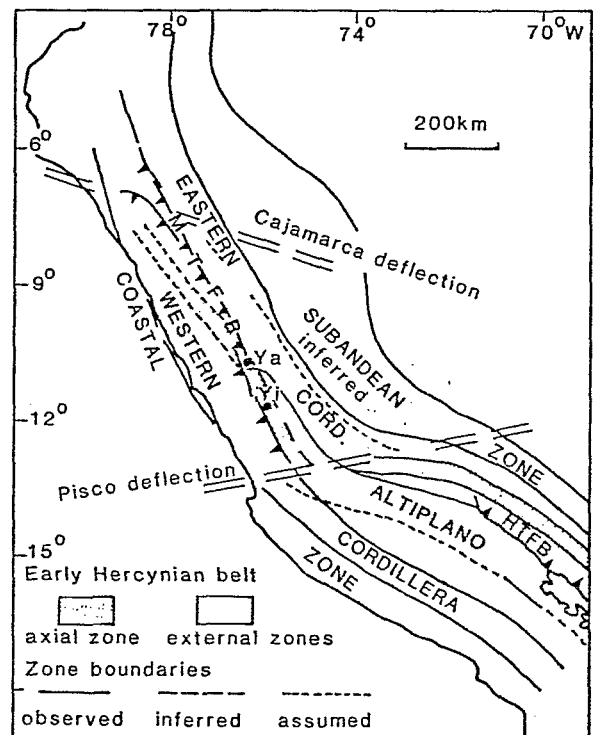 78° 74° 70°W
200km
6°
EASTERN
MTFB
Cajamarca deflection
9°
COASTAL
WESTERN
SUBANDEAN
inferred
Ya
Yi
CORD.
12°
ZONE
Pisco deflection
ALTIPLANO
HTFB
15°
CORDILLERA
ZONE
Early Hercynian belt
axial zone external zones
Zone boundaries
observed inferred assumed